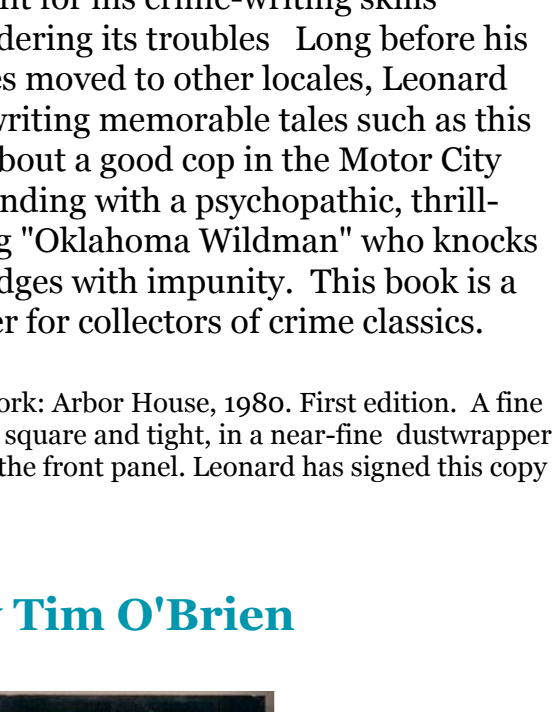 for his crime-writing skills
dering its troubles   Long before his
es moved to other locales, Leonard
writing memorable tales such as this
bout a good cop in the Motor City
nding with a psychopathic, thrill-
g "Oklahoma Wildman" who knocks
dges with impunity.  This book is a
er for collectors of crime classics.
ork: Arbor House, 1980. First edition.  A fine
square and tight, in a near-fine  dustwrapper
the front panel. Leonard has signed this copy
Tim O'Brien